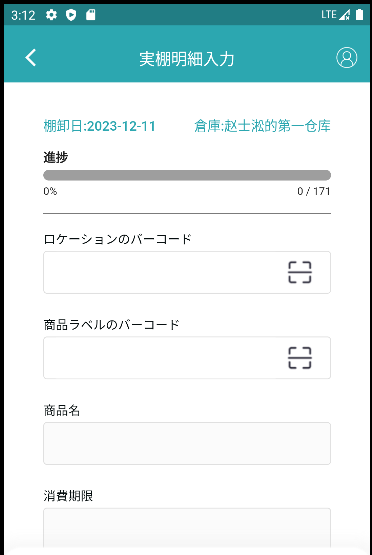 3:12 LTE
実棚明細入力
棚卸日:2023-12-11 倉庫:赵士淞的第一仓库
進捗
0% 0 / 171
ロケーションのバーコード
商品ラベルのバーコード
商品名
消費期限